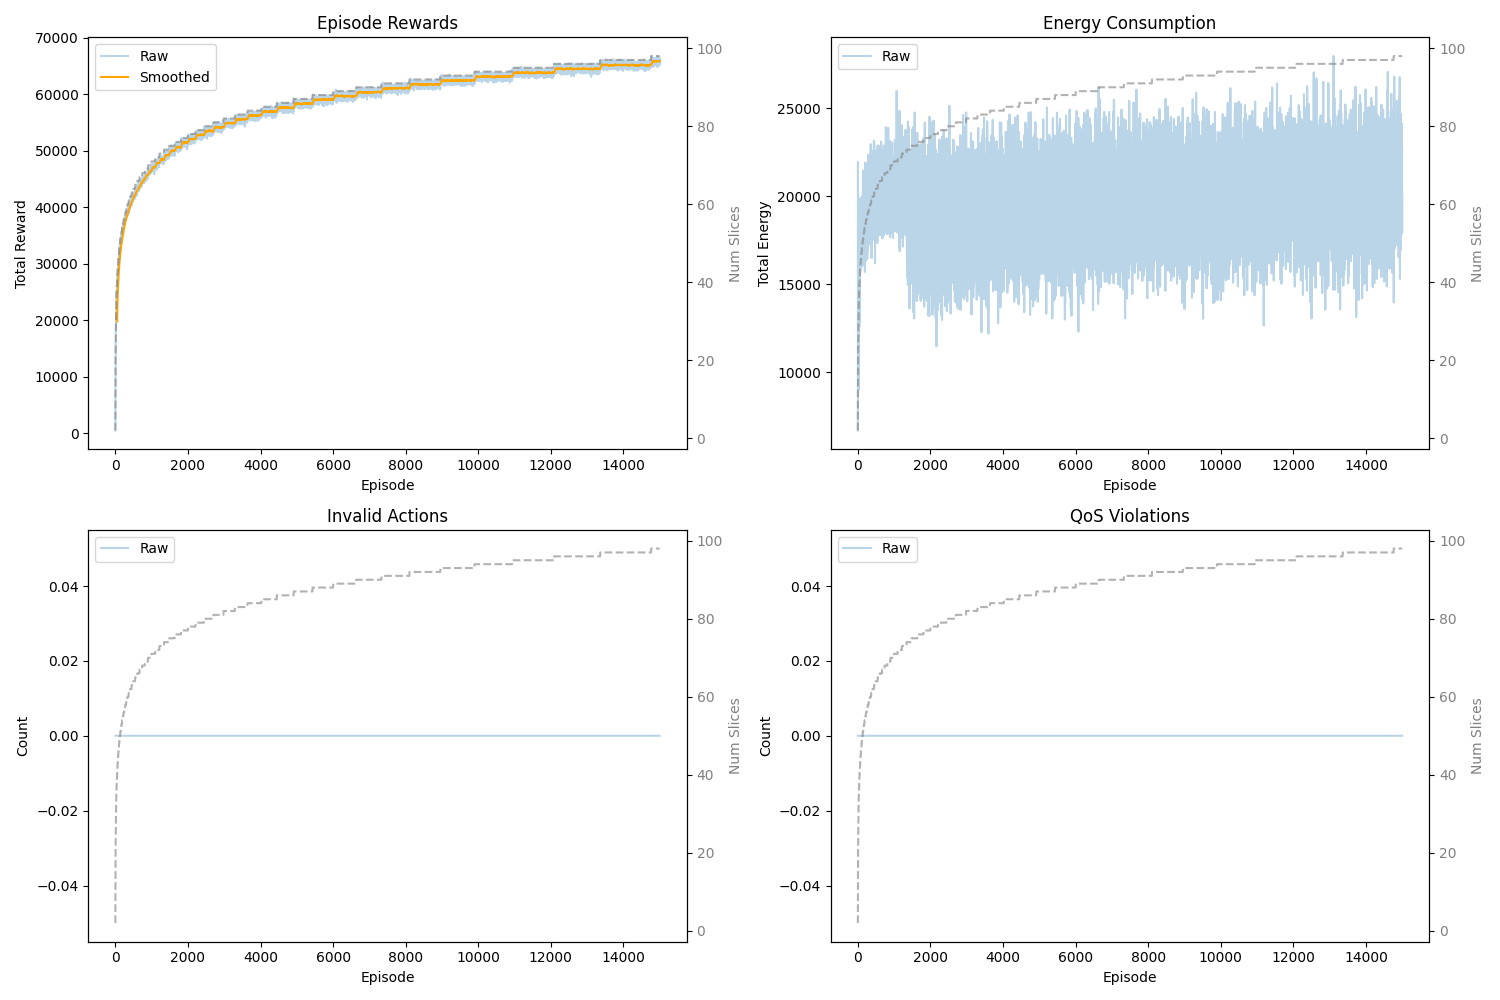 Episode Rewards
Raw
Smoothed
70000
60000
50000
40000
30000
20000
10000
0
Total Reward
100
80
60
40
20
0
Num Slices
0 2000 4000 6000 8000 10000 12000 14000
Episode
Energy Consumption
Raw
25000
20000
15000
10000
Total Energy
100
80
60
40
20
0
Num Slices
0 2000 4000 6000 8000 10000 12000 14000
Episode
Invalid Actions
Raw
0.04
0.02
0.00
−0.02
−0.04
Count
100
80
60
40
20
0
Num Slices
0 2000 4000 6000 8000 10000 12000 14000
Episode
QoS Violations
Raw
0.04
0.02
0.00
−0.02
−0.04
Count
100
80
60
40
20
0
Num Slices
0 2000 4000 6000 8000 10000 12000 14000
Episode